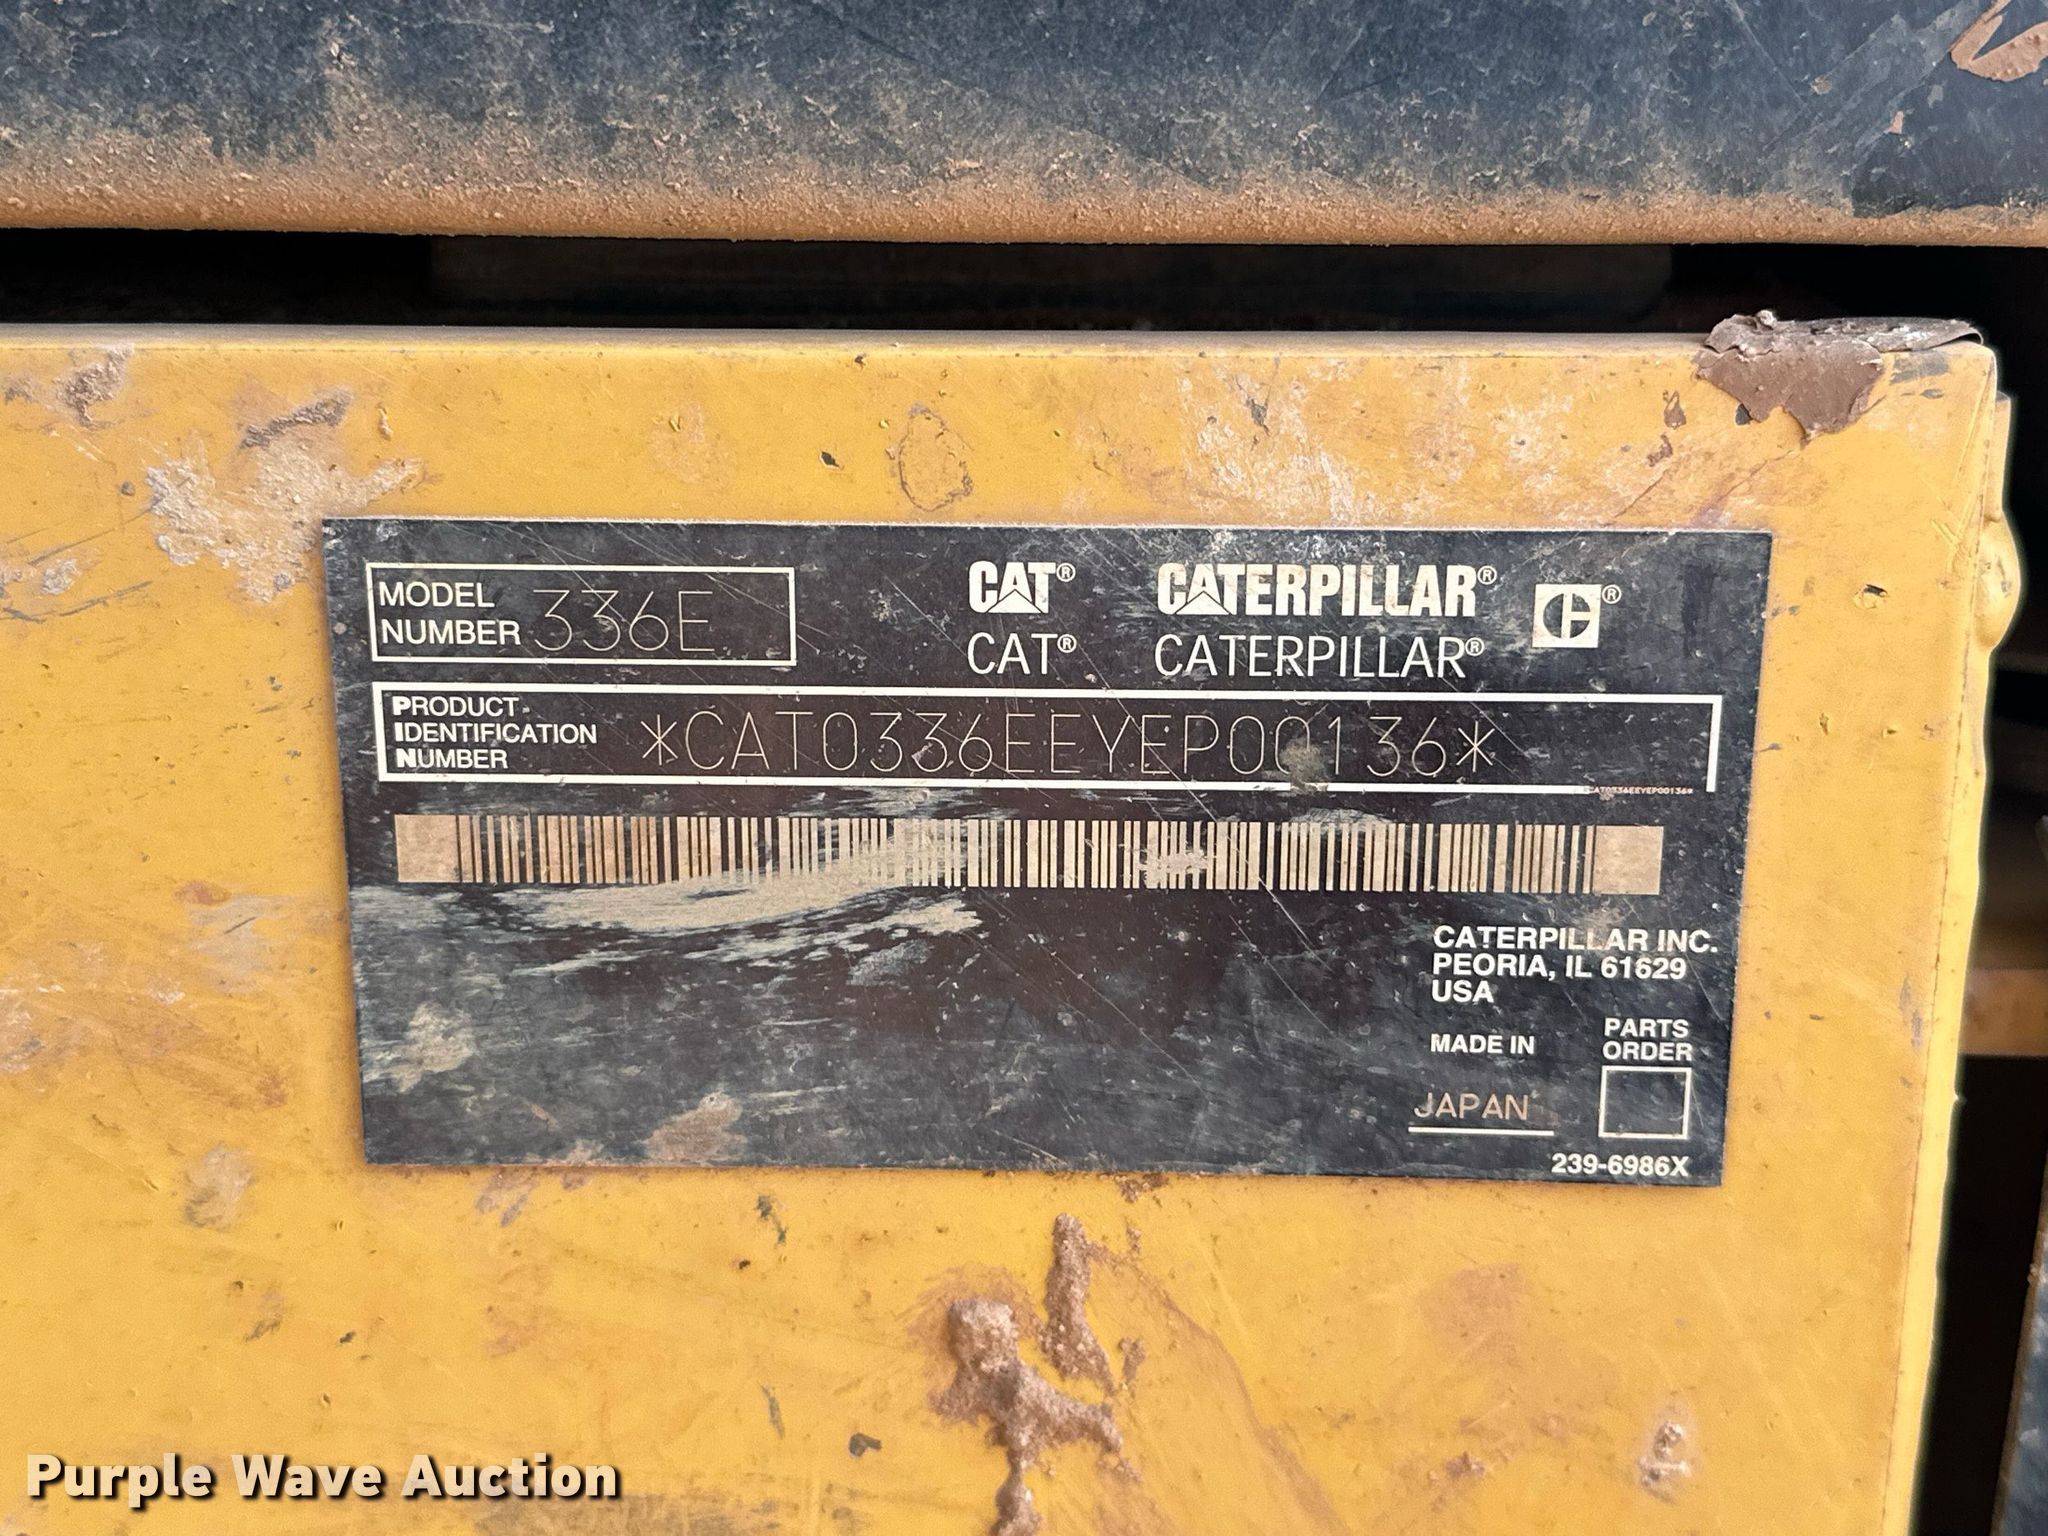 MODEL NUMBER 336E
CAT® CATERPILLAR® ®
CAT® CATERPILLAR®
PRODUCT IDENTIFICATION NUMBER *CAT0336EEYEP00136*
*CAT0336EEYEP00136*
CATERPILLAR INC.
PEORIA, IL 61629
USA
MADE IN JAPAN
PARTS ORDER
239-6986X
Purple Wave Auction